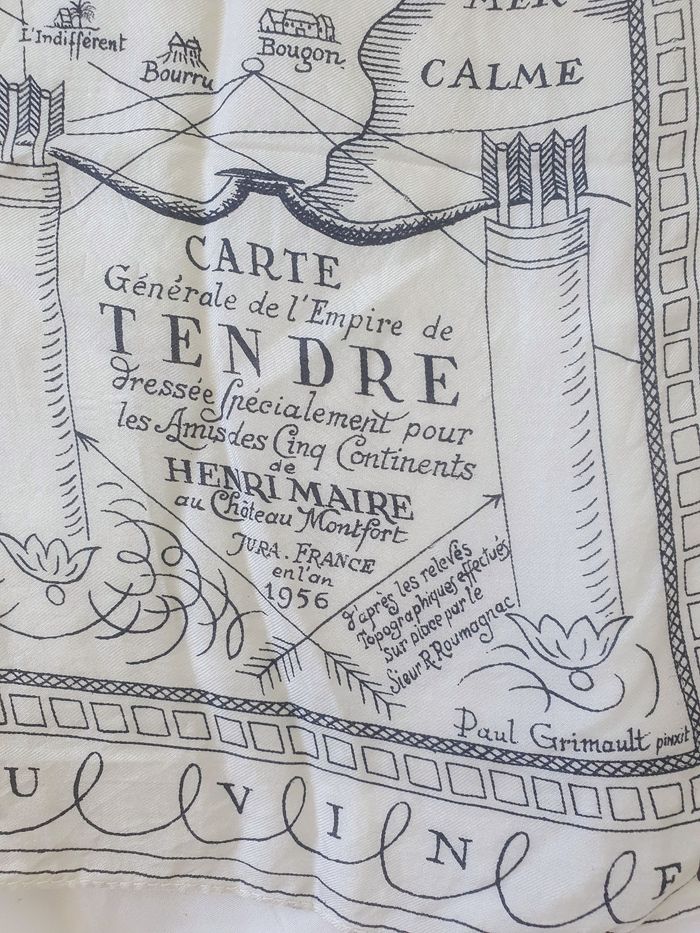 MER
CALME
L'Indifférent
Bourru
Bougon
CARTE
Générale de l'Empire de
TENDRE
dressée Spécialement pour
les Amis des Cinq Continents
de
HENRI MAIRE
au Château Montfort
JURA . FRANCE
en l'an
1956
d'après les relevés
Topographiques effectués
sur place par le
Sieur R. Roumagnac
Paul Grimault pinxit
U VIN F